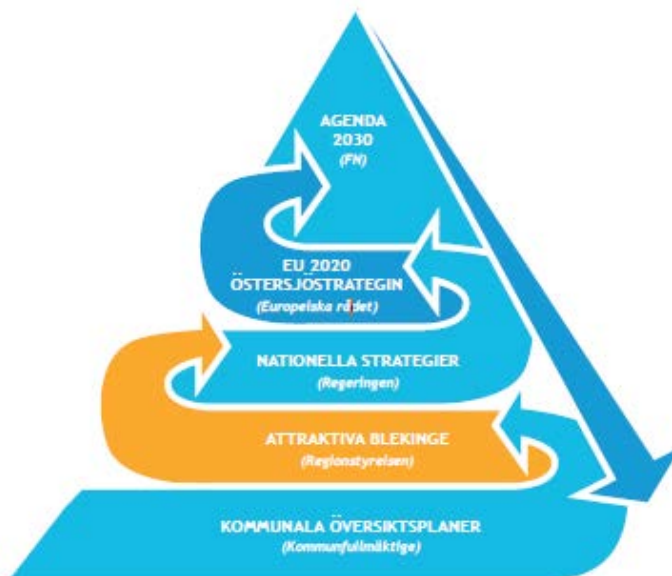 AGENDA
2030
(FN)
EU 2020
ÖSTERSJÖSTRATEGIN
(Europeiska rådet)
NATIONELLA STRATEGIER
(Regeringen)
ATTRAKTIVA BLEKINGE
(Regionstyrelsen)
KOMMUNALA ÖVERSIKTSPLANER
(Kommunfullmäktige)